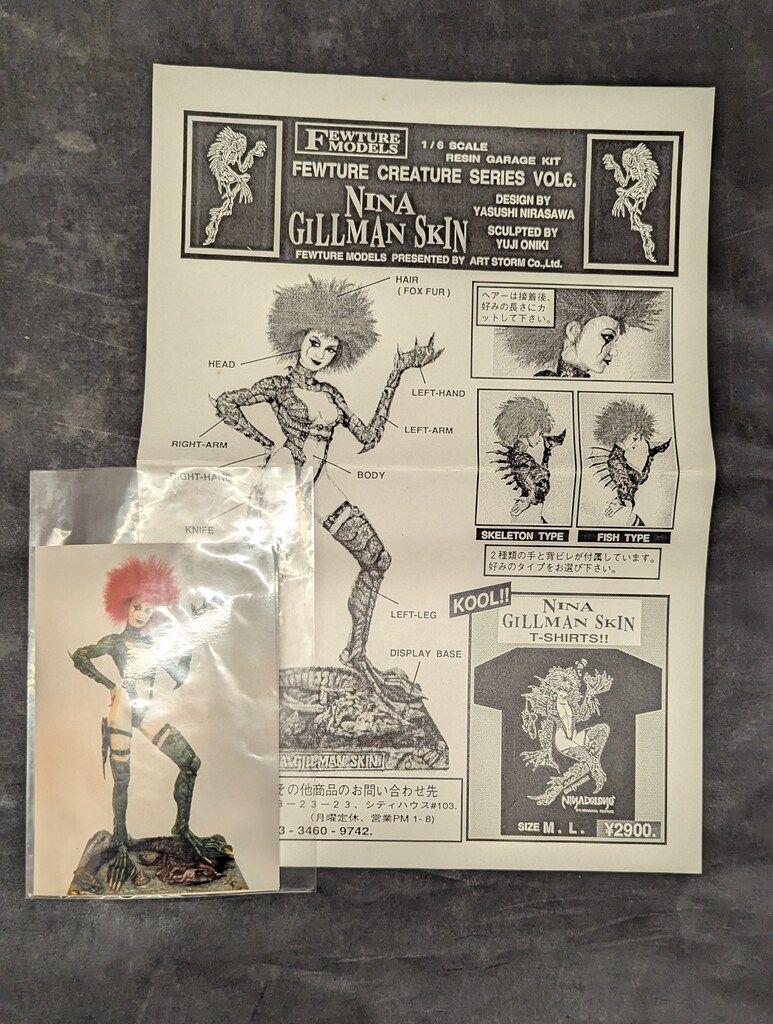 FEWTURE
MODELS
1/6 SCALE
RESIN GARAGE KIT
FEWTURE CREATURE SERIES VOL6.
NINA
GILLMAN SKIN
DESIGN BY
YASUSHI NIRASAWA
SCULPTED BY
YUJI ONIKI
FEWTURE MODELS PRESENTED BY ART STORM Co.,Ltd.
HAIR
(FOX FUR)
HEAD
LEFT-HAND
LEFT-ARM
RIGHT-ARM
RIGHT-HAND
BODY
KNIFE
LEFT-LEG
DISPLAY BASE
GILLMAN SKIN
ヘアーは接着後、
好みの長さにカ
ットして下さい。
SKELETON TYPE
FISH TYPE
2種類の手と背ビレが付属しています。
好みのタイプをお選び下さい。
KOOL!!
NINA
GILLMAN SKIN
T-SHIRTS!!
SIZE M. L. ¥2900.
その他商品のお問い合わせ先
3－23－23、シティハウス#103.
(月曜定休、営業PM 1-8)
3-3460-9742.